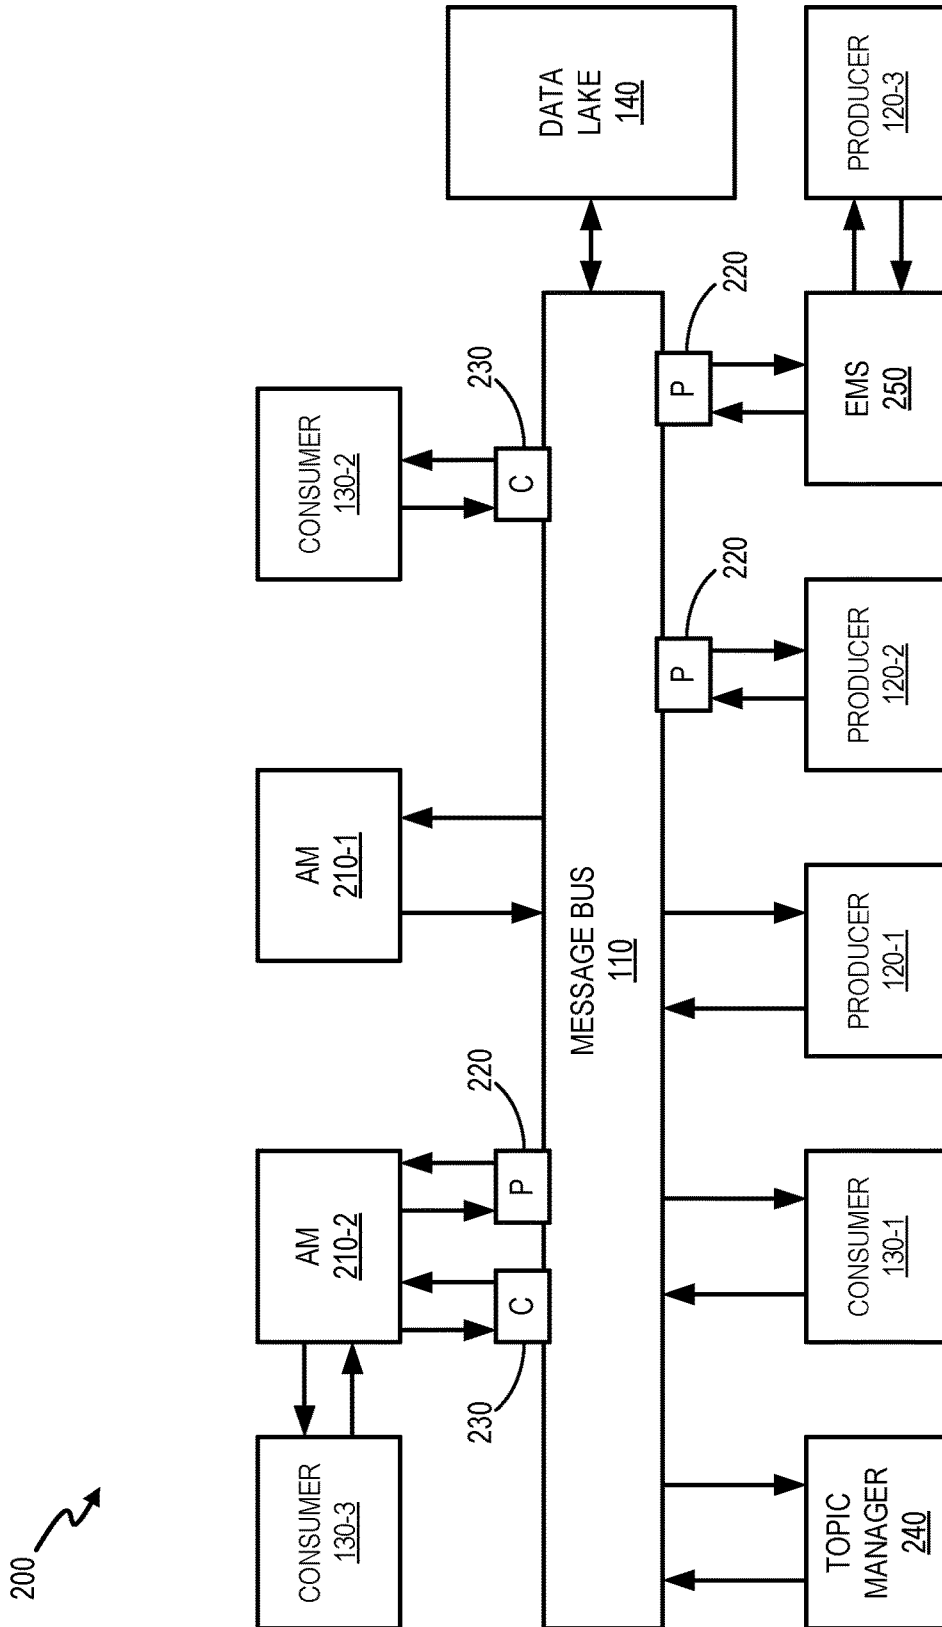 200
CONSUMER
130-3
AM
210-2
AM
210-1
CONSUMER
130-2
230
220
230
C
P
C
DATA
LAKE
140
MESSAGE BUS
110
P
P
220
220
TOPIC
MANAGER
240
CONSUMER
130-1
PRODUCER
120-1
PRODUCER
120-2
EMS
250
PRODUCER
120-3